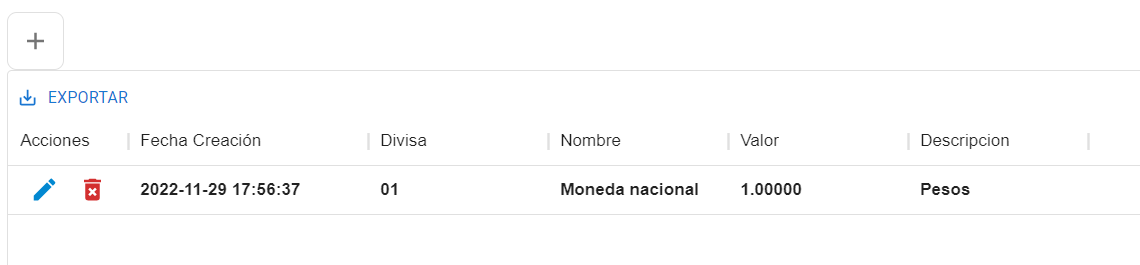 EXPORTAR
Acciones Fecha Creación Divisa Nombre Valor Descripcion
2022-11-29 17:56:37 01 Moneda nacional 1.00000 Pesos